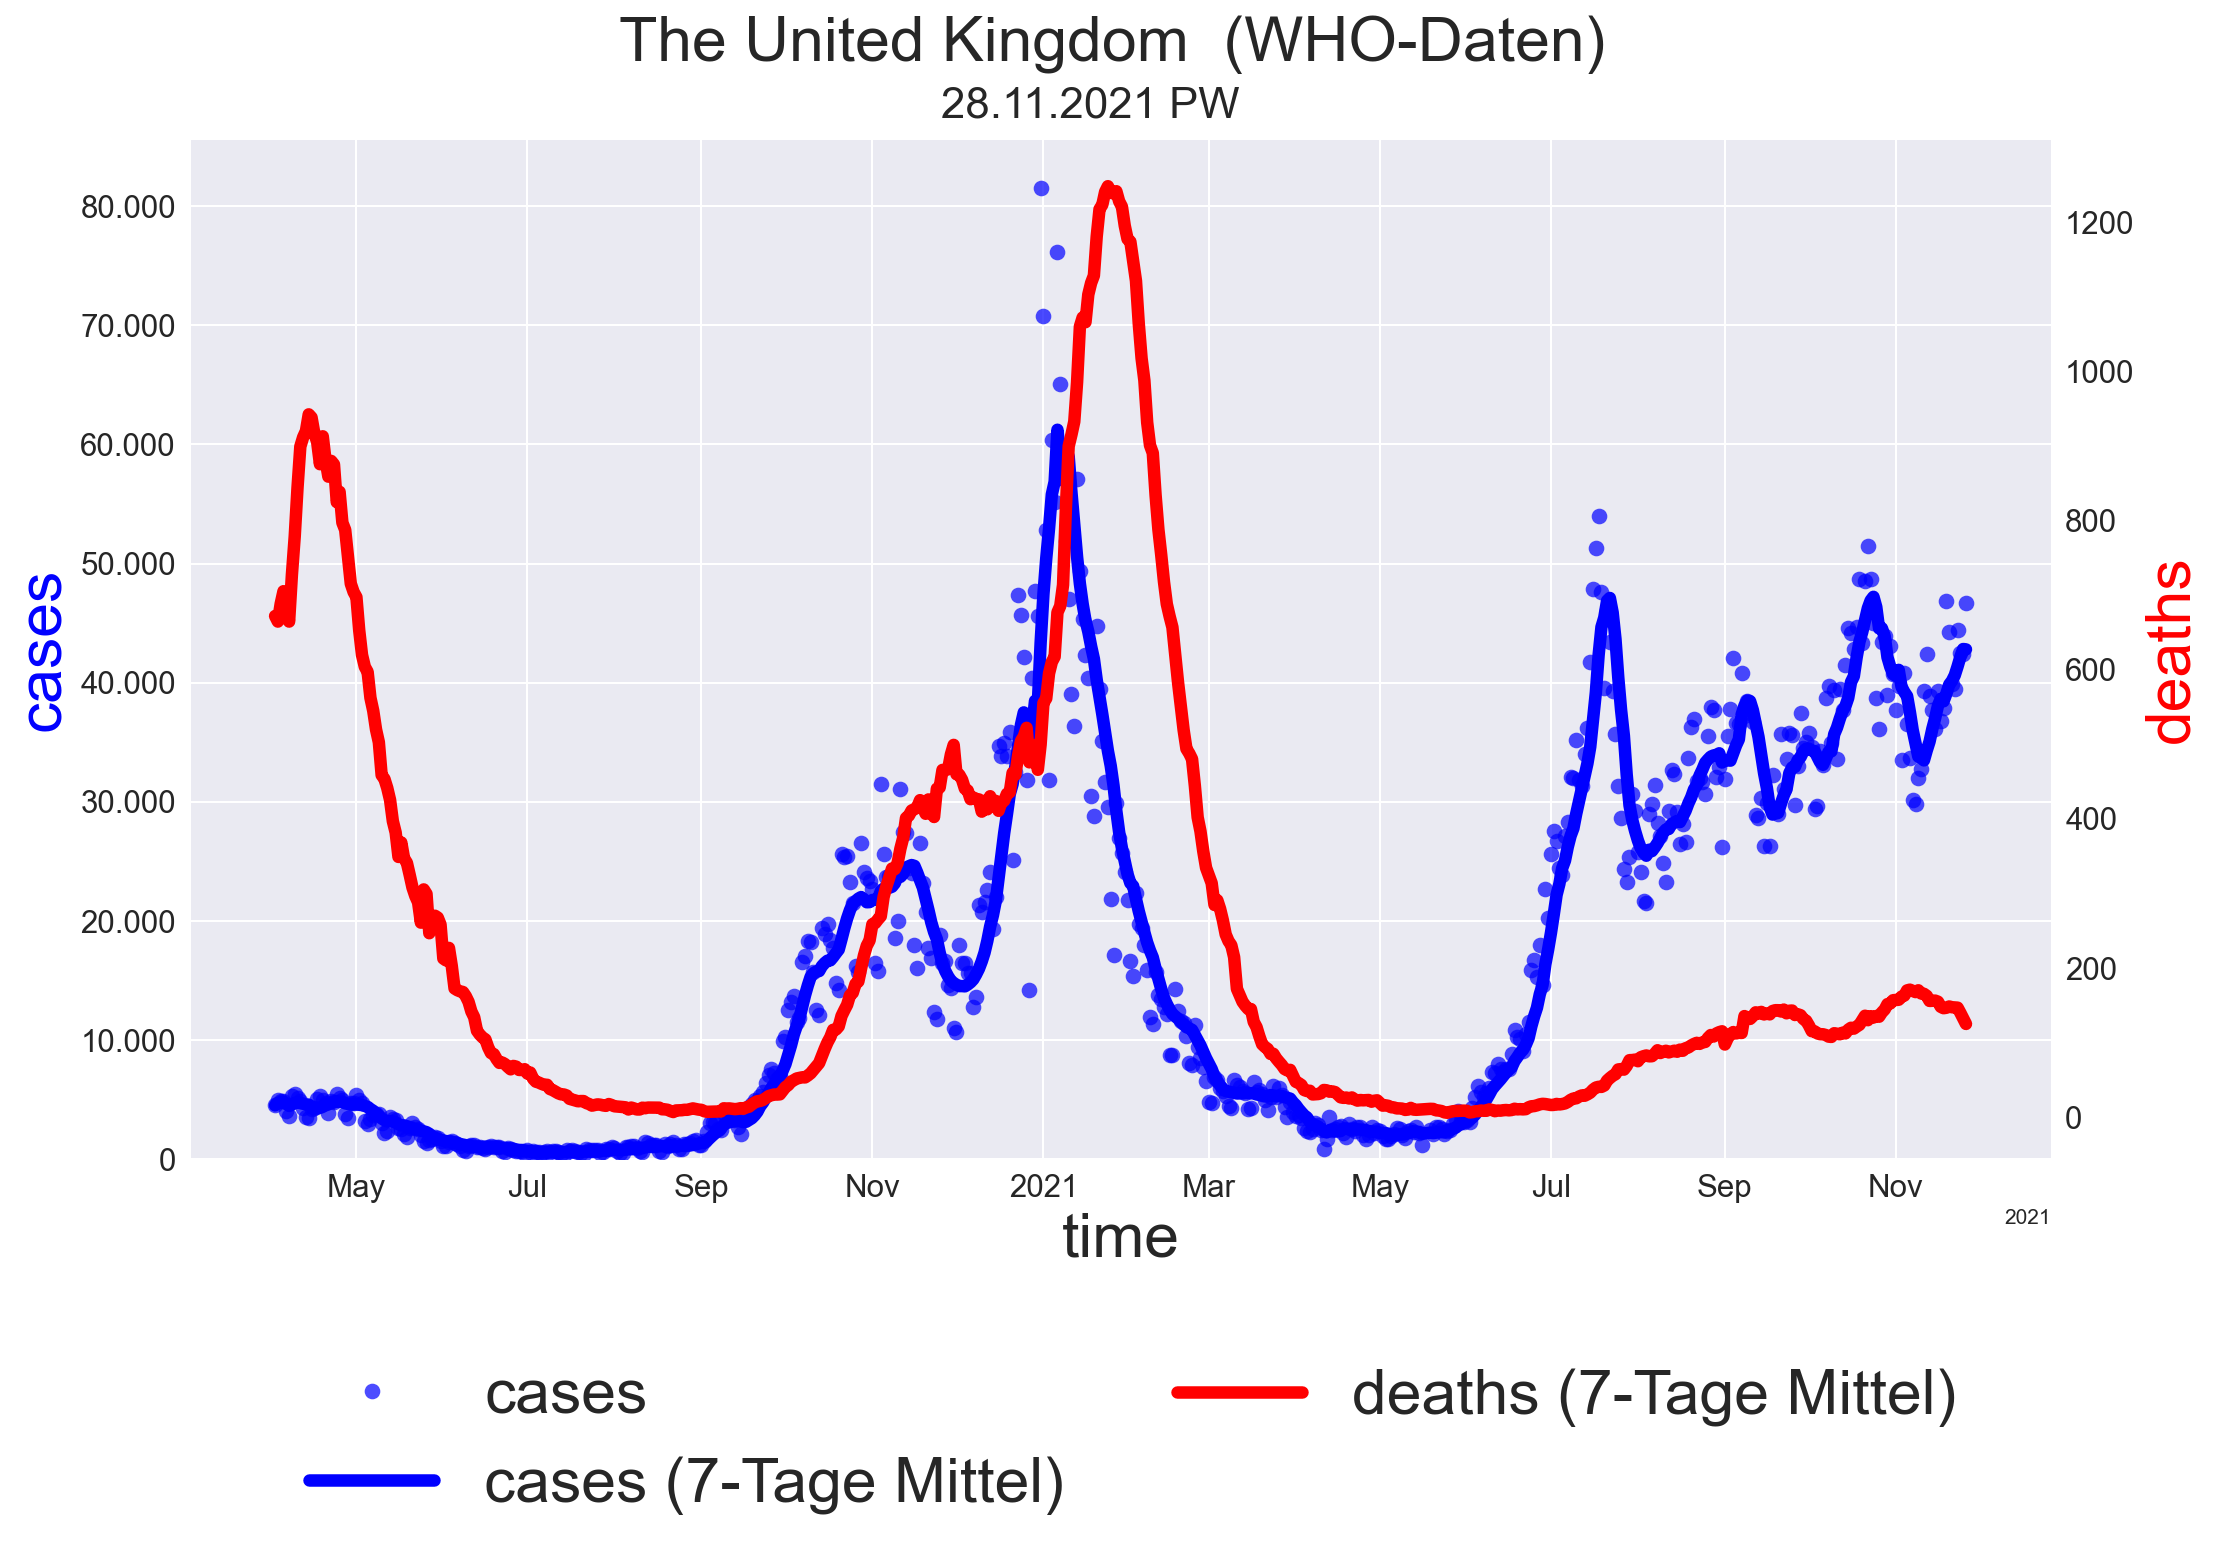 The United Kingdom  (WHO-Daten)
28.11.2021 PW
cases
80.000
70.000
60.000
50.000
40.000
30.000
20.000
10.000
0
deaths
1200
1000
800
600
400
200
0
May Jul Sep Nov 2021 Mar May Jul Sep Nov
2021
time
cases
cases (7-Tage Mittel)
deaths (7-Tage Mittel)